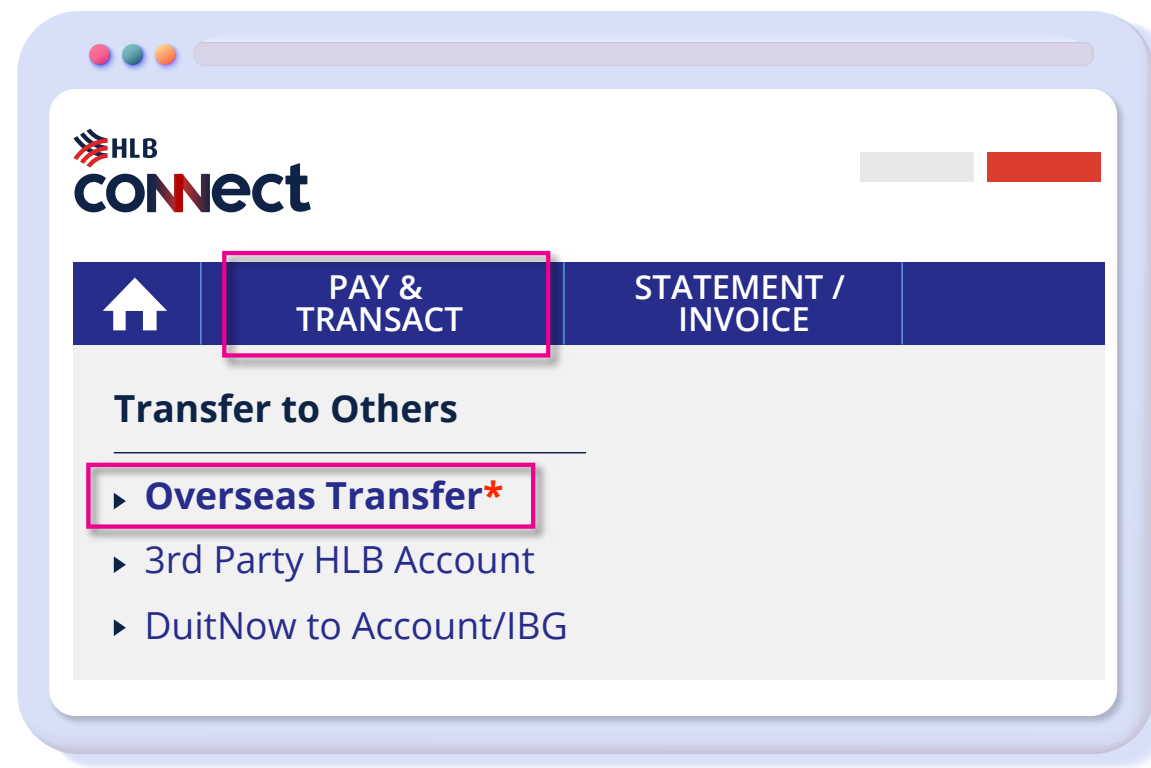 HLB
CONNect
PAY &
TRANSACT
STATEMENT /
INVOICE
Transfer to Others
Overseas Transfer*
3rd Party HLB Account
DuitNow to Account/IBG